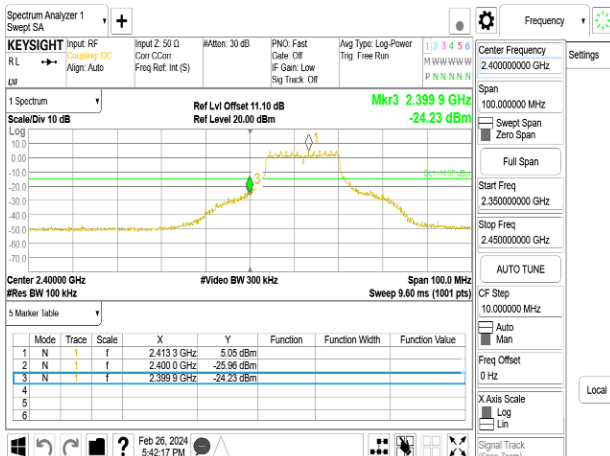 Spectrum Analyzer 1
Swept SA
+
Frequency
KEYSIGHT
RL
Input: RF
Coupling: DC
Align: Auto
Input Z: 50 Ω
Corr CCorr
Freq Ref: Int (S)
#Atten: 30 dB
PNO: Fast
Gate: Off
IF Gain: Low
Sig Track: Off
Avg Type: Log-Power
Trig: Free Run
1 2 3 4 5 6
M W W W W W
P N N N N N
1 Spectrum
Scale/Div 10 dB
Ref Lvl Offset 11.10 dB
Ref Level 20.00 dBm
Mkr3 2.399 9 GHz
-24.23 dBm
Log
10.0
0.00
-10.0
-20.0
-30.0
-40.0
-50.0
-60.0
-70.0
1
3
DL1 -14.97 dBm
Center 2.40000 GHz
#Res BW 100 kHz
#Video BW 300 kHz
Span 100.0 MHz
Sweep 9.60 ms (1001 pts)
5 Marker Table
Mode Trace Scale X Y Function Function Width Function Value
1 N 1 f 2.413 3 GHz 5.05 dBm
2 N 1 f 2.400 0 GHz -25.96 dBm
3 N 1 f 2.399 9 GHz -24.23 dBm
4
5
6
Feb 26, 2024
5:42:17 PM
?
Center Frequency
2.400000000 GHz
Span
100.000000 MHz
Swept Span
Zero Span
Full Span
Start Freq
2.350000000 GHz
Stop Freq
2.450000000 GHz
AUTO TUNE
CF Step
10.000000 MHz
Auto
Man
Freq Offset
0 Hz
X Axis Scale
Log
Lin
Signal Track
(Span Zoom)
Settings
Local